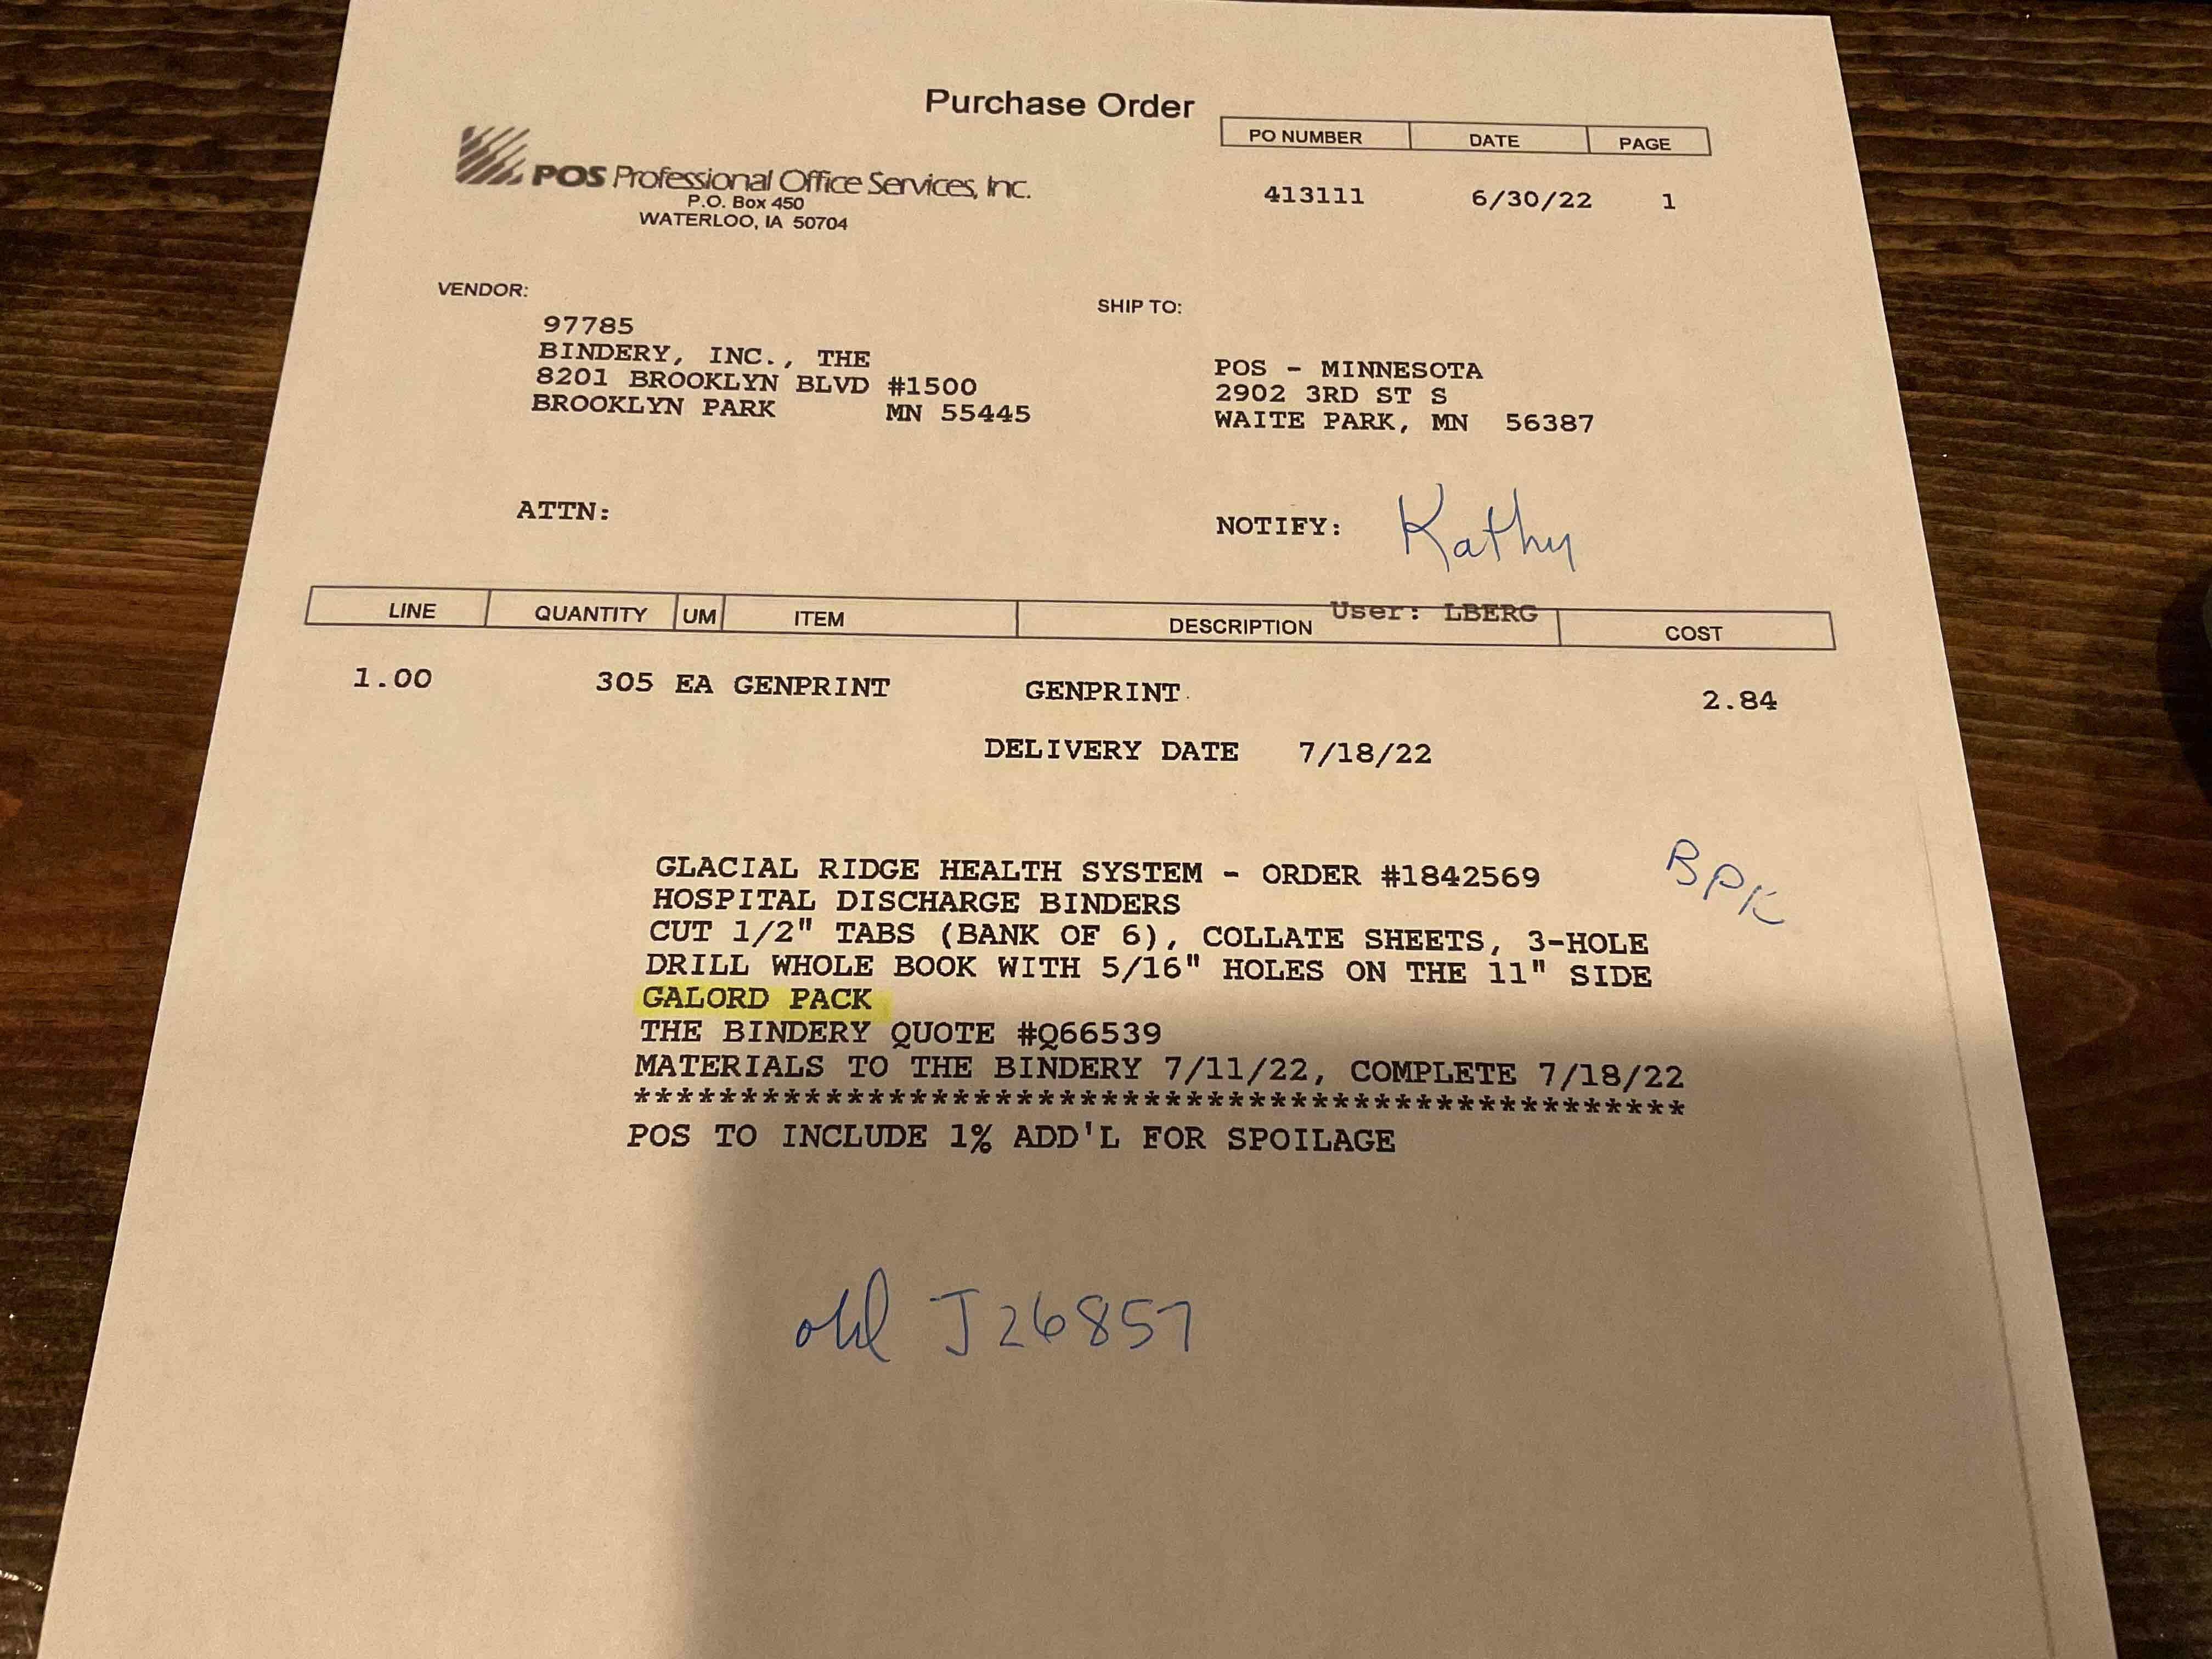 Purchase Order
PO NUMBER DATE PAGE
413111 6/30/22 1
POS Professional Office Services, Inc.
P.O. Box 450
WATERLOO, IA 50704
VENDOR:
97785
BINDERY, INC., THE
8201 BROOKLYN BLVD #1500
BROOKLYN PARK MN 55445
SHIP TO:
POS - MINNESOTA
2902 3RD ST S
WAITE PARK, MN 56387
ATTN:
NOTIFY: Kathy
User: LBERG
LINE QUANTITY UM ITEM DESCRIPTION COST
1.00 305 EA GENPRINT GENPRINT 2.84
DELIVERY DATE 7/18/22
GLACIAL RIDGE HEALTH SYSTEM - ORDER #1842569
BPK
HOSPITAL DISCHARGE BINDERS
CUT 1/2" TABS (BANK OF 6), COLLATE SHEETS, 3-HOLE
DRILL WHOLE BOOK WITH 5/16" HOLES ON THE 11" SIDE
GALORD PACK
THE BINDERY QUOTE #Q66539
MATERIALS TO THE BINDERY 7/11/22, COMPLETE 7/18/22
**************************************************
POS TO INCLUDE 1% ADD'L FOR SPOILAGE
old J26857